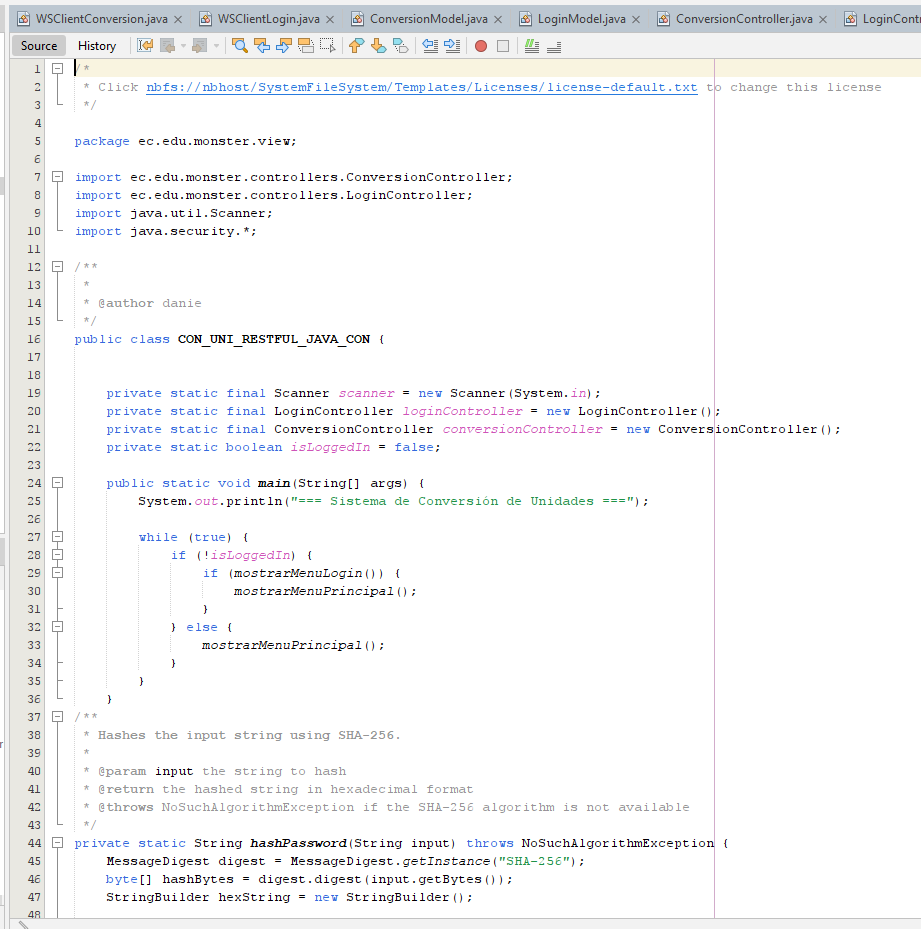 WSClientConversion.java × WSClientLogin.java × ConversionModel.java × LoginModel.java × ConversionController.java × LoginContr
Source History
1 /*
2 * Click nbfs://nbhost/SystemFileSystem/Templates/Licenses/license-default.txt to change this license
3 */
4
5 package ec.edu.monster.view;
6
7 import ec.edu.monster.controllers.ConversionController;
8 import ec.edu.monster.controllers.LoginController;
9 import java.util.Scanner;
10 import java.security.*;
11
12 /**
13 *
14 * @author danie
15 */
16 public class CON_UNI_RESTFUL_JAVA_CON {
17
18
19 private static final Scanner scanner = new Scanner(System.in);
20 private static final LoginController loginController = new LoginController();
21 private static final ConversionController conversionController = new ConversionController();
22 private static boolean isLoggedIn = false;
23
24 public static void main(String[] args) {
25 System.out.println("=== Sistema de Conversión de Unidades ===");
26
27 while (true) {
28 if (!isLoggedIn) {
29 if (mostrarMenuLogin()) {
30 mostrarMenuPrincipal();
31 }
32 } else {
33 mostrarMenuPrincipal();
34 }
35 }
36 }
37 /**
38 * Hashes the input string using SHA-256.
39 *
40 * @param input the string to hash
41 * @return the hashed string in hexadecimal format
42 * @throws NoSuchAlgorithmException if the SHA-256 algorithm is not available
43 */
44 private static String hashPassword(String input) throws NoSuchAlgorithmException {
45 MessageDigest digest = MessageDigest.getInstance("SHA-256");
46 byte[] hashBytes = digest.digest(input.getBytes());
47 StringBuilder hexString = new StringBuilder();
48